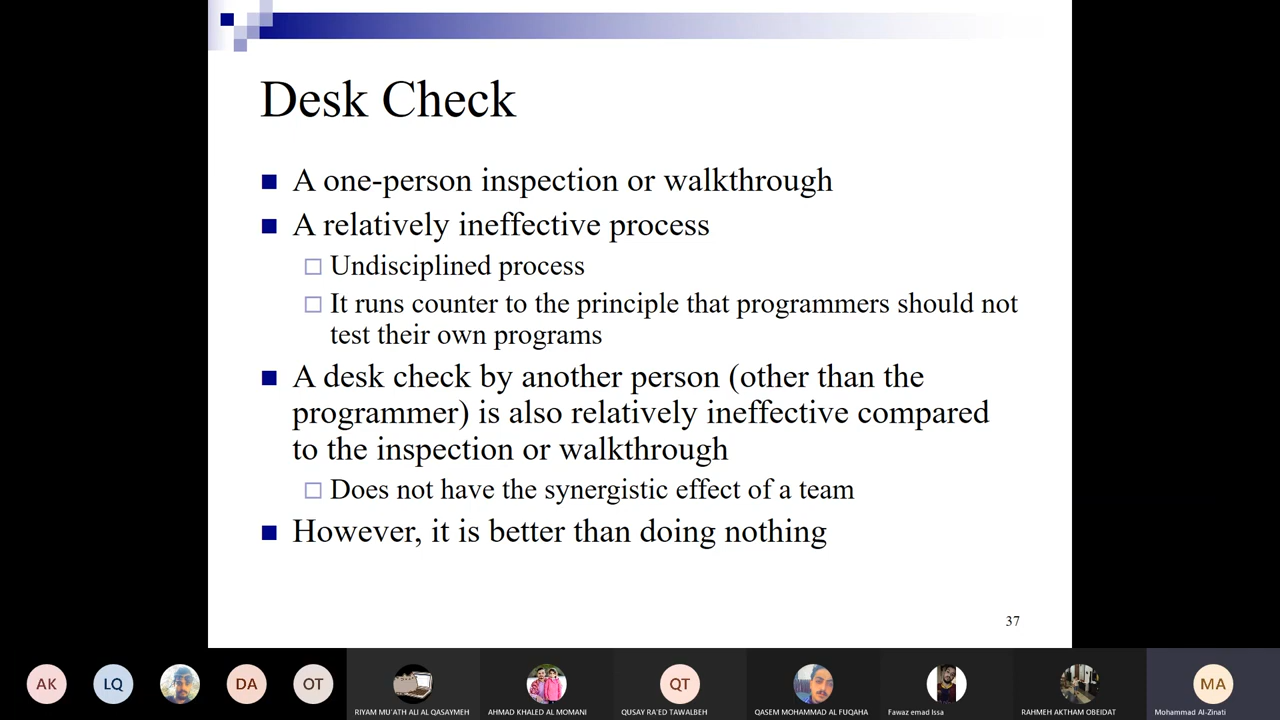 Desk Check
A one-person inspection or walkthrough
A relatively ineffective process
Undisciplined process
It runs counter to the principle that programmers should not
test their own programs
A desk check by another person (other than the
programmer) is also relatively ineffective compared
to the inspection or walkthrough
Does not have the synergistic effect of a team
However, it is better than doing nothing
37
AK
LQ
DA
OT
QT
MA
RIYAM MU'ATH ALI AL QASAYMEH
AHMAD KHALED AL MOMANI
QUSAY RA'ED TAWALBEH
QASEM MOHAMMAD AL FUQAHA
Fawaz emad Issa
RAHMEH AKTHAM OBEIDAT
Mohammad Al-Zinati